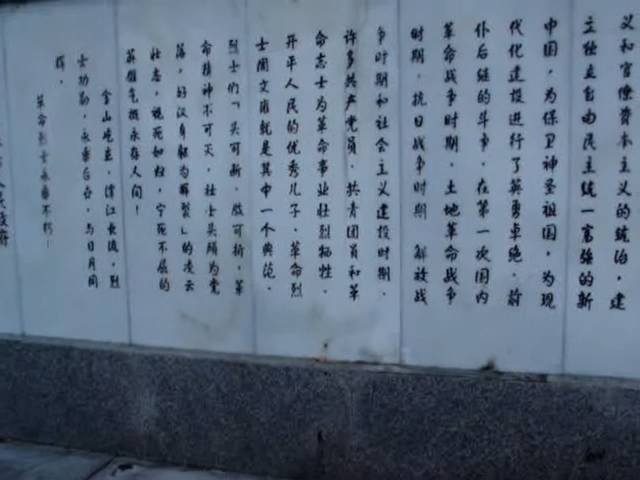 义和官僚资本主义的统治，建
主独立自由民主统一富强的新
中国，为保卫神圣祖国，为现
代化建设进行了英勇卓绝、前
仆后继的斗争。在第一次国内
革命战争时期、土地革命战争
时期、抗日战争时期、解放战
争时期和社会主义建设时期，
许多共产党员、共青团员和革
命志士为革命事业壮烈牺牲。
开平人民的优秀儿子、革命烈
士周文雍就是其中一个典范。
烈士们“头可断，肢可折，革
命精神不可灭，壮士头颅为党
落，好汉身躯为群裂”的凌云
壮志，视死如归，宁死不屈的
英雄气概永存人间！
金山屹立，潭江长流，烈
士功勋，永垂后世，与日月同
辉。
革命烈士永垂不朽！